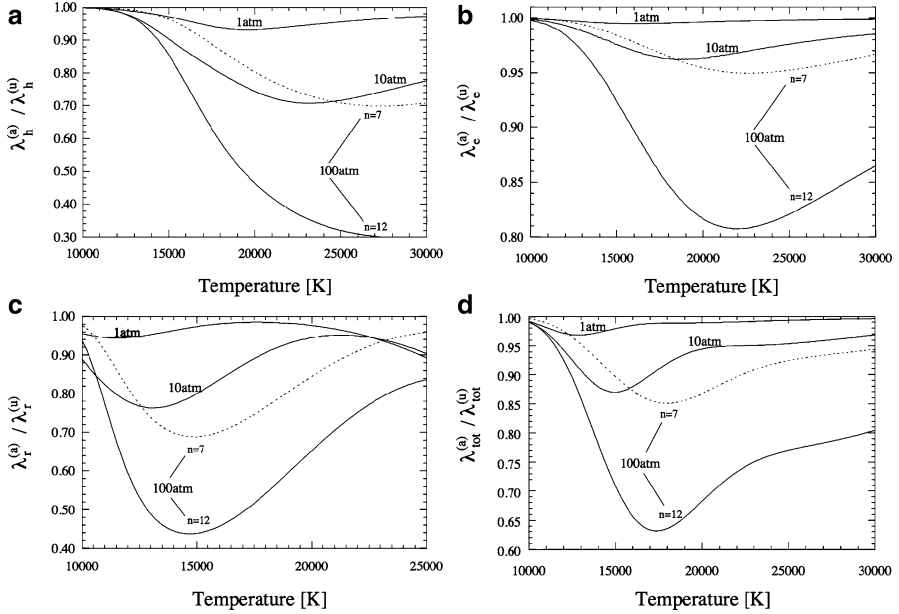 a
1.00
0.90
0.80
0.70
0.60
0.50
0.40
0.30
λh(a) / λh(u)
1atm
10atm
n=7
100atm
n=12
10000 15000 20000 25000 30000
Temperature [K]
b
1.00
0.95
0.90
0.85
0.80
λe(a) / λe(u)
1atm
10atm
n=7
100atm
n=12
10000 15000 20000 25000 30000
Temperature [K]
c
1.00
0.90
0.80
0.70
0.60
0.50
0.40
λr(a) / λr(u)
1atm
10atm
n=7
100atm
n=12
10000 15000 20000 25000
Temperature [K]
d
1.00
0.95
0.90
0.85
0.80
0.75
0.70
0.65
0.60
λtot(a) / λtot(u)
1atm
10atm
n=7
100atm
n=12
10000 15000 20000 25000 30000
Temperature [K]